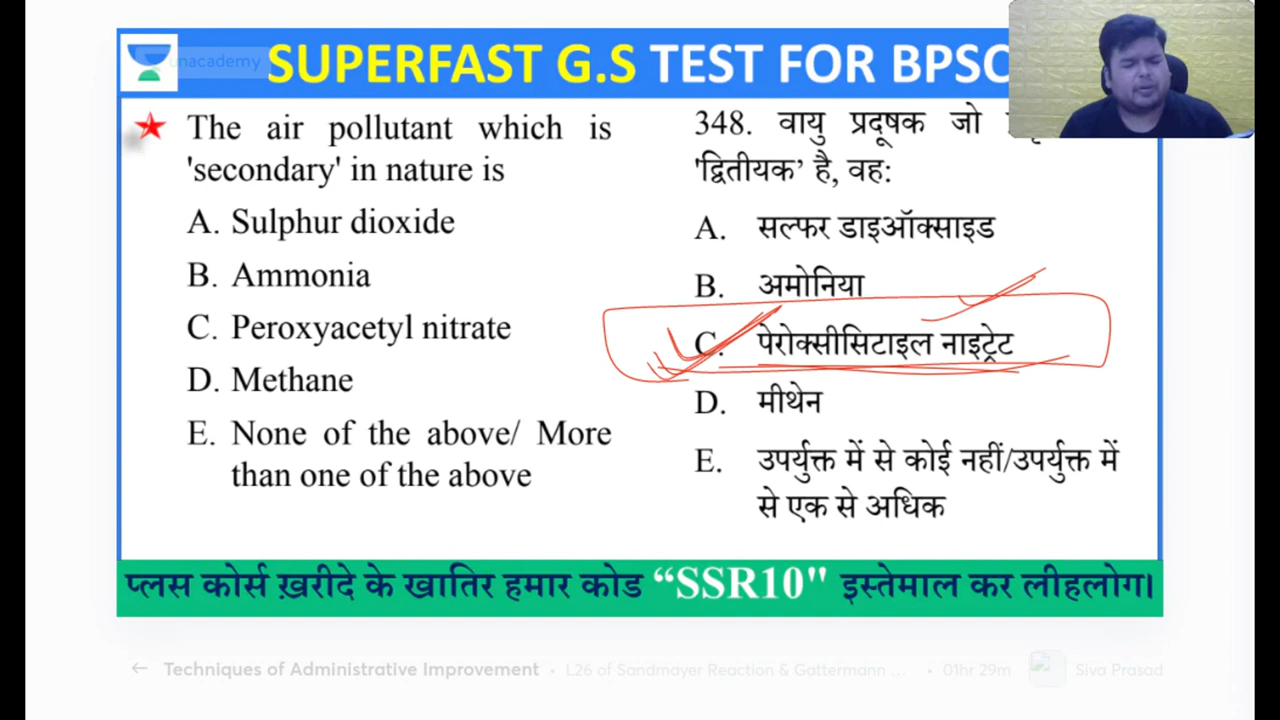 unacademy
SUPERFAST G.S TEST FOR BPSC
The air pollutant which is
'secondary' in nature is
A. Sulphur dioxide
B. Ammonia
C. Peroxyacetyl nitrate
D. Methane
E. None of the above/ More
than one of the above
348. वायु प्रदूषक जो
'द्वितीयक’ है, वह:
A. सल्फर डाइऑक्साइड
B. अमोनिया
C. पेरोक्सीसिटाइल नाइट्रेट
D. मीथेन
E. उपर्युक्त में से कोई नहीं/उपर्युक्त में
से एक से अधिक
प्लस कोर्स ख़रीदे के खातिर हमार कोड “SSR10" इस्तेमाल कर लीहलोग।
← Techniques of Administrative Improvement • L26 of Sandmayer Reaction & Gattermann ... • 01hr 29m Siva Prasad